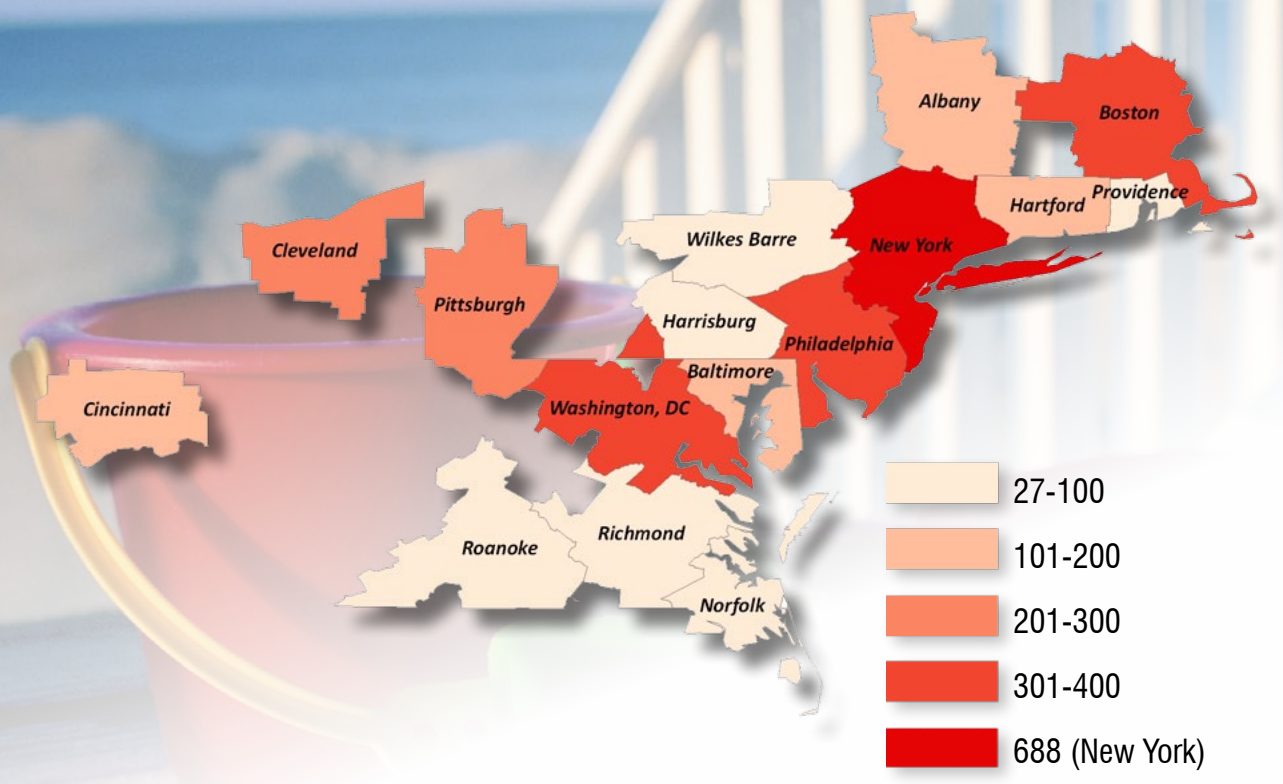 Albany
Boston
Hartford
Providence
New York
Wilkes Barre
Cleveland
Pittsburgh
Harrisburg
Philadelphia
Baltimore
Cincinnati
Washington, DC
Richmond
Roanoke
Norfolk
27-100
101-200
201-300
301-400
688 (New York)